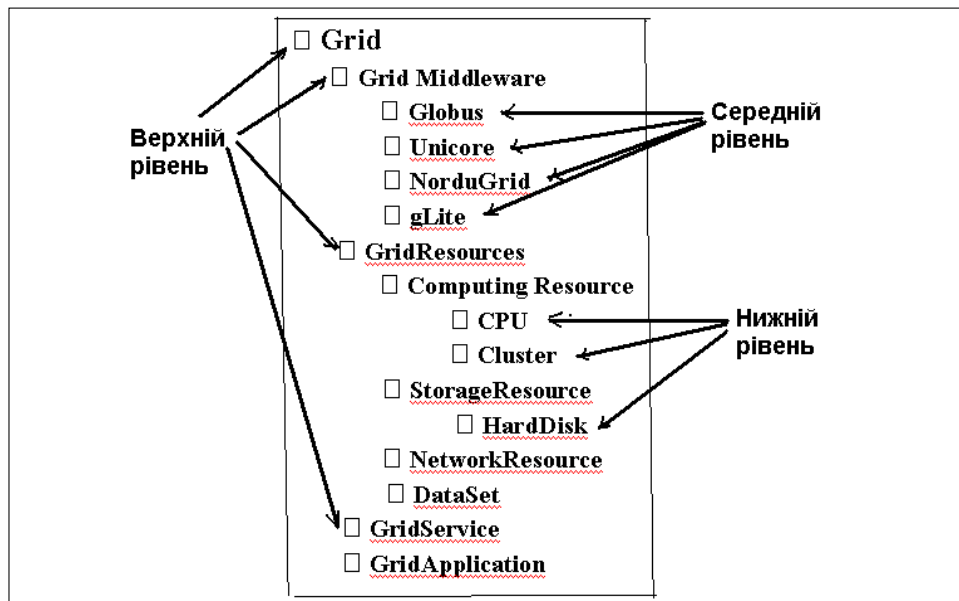 Grid
Grid Middleware
Globus
Unicore
NorduGrid
gLite
GridResources
Computing Resource
CPU
Cluster
StorageResource
HardDisk
NetworkResource
DataSet
GridService
GridApplication
Верхній
рівень
Середній
рівень
Нижній
рівень